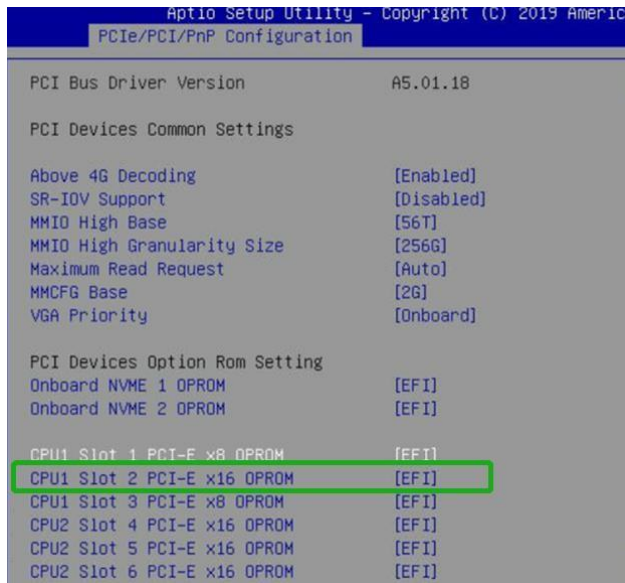 Aptio Setup Utility – Copyright (C) 2019 Americ
PCIe/PCI/PnP Configuration
PCI Bus Driver Version A5.01.18
PCI Devices Common Settings
Above 4G Decoding [Enabled]
SR-IOV Support [Disabled]
MMIO High Base [56T]
MMIO High Granularity Size [256G]
Maximum Read Request [Auto]
MMCFG Base [2G]
VGA Priority [Onboard]
PCI Devices Option Rom Setting
Onboard NVME 1 OPROM [EFI]
Onboard NVME 2 OPROM [EFI]
CPU1 Slot 1 PCI-E x8 OPROM [EFI]
CPU1 Slot 2 PCI-E x16 OPROM [EFI]
CPU1 Slot 3 PCI-E x8 OPROM [EFI]
CPU2 Slot 4 PCI-E x16 OPROM [EFI]
CPU2 Slot 5 PCI-E x16 OPROM [EFI]
CPU2 Slot 6 PCI-E x16 OPROM [EFI]